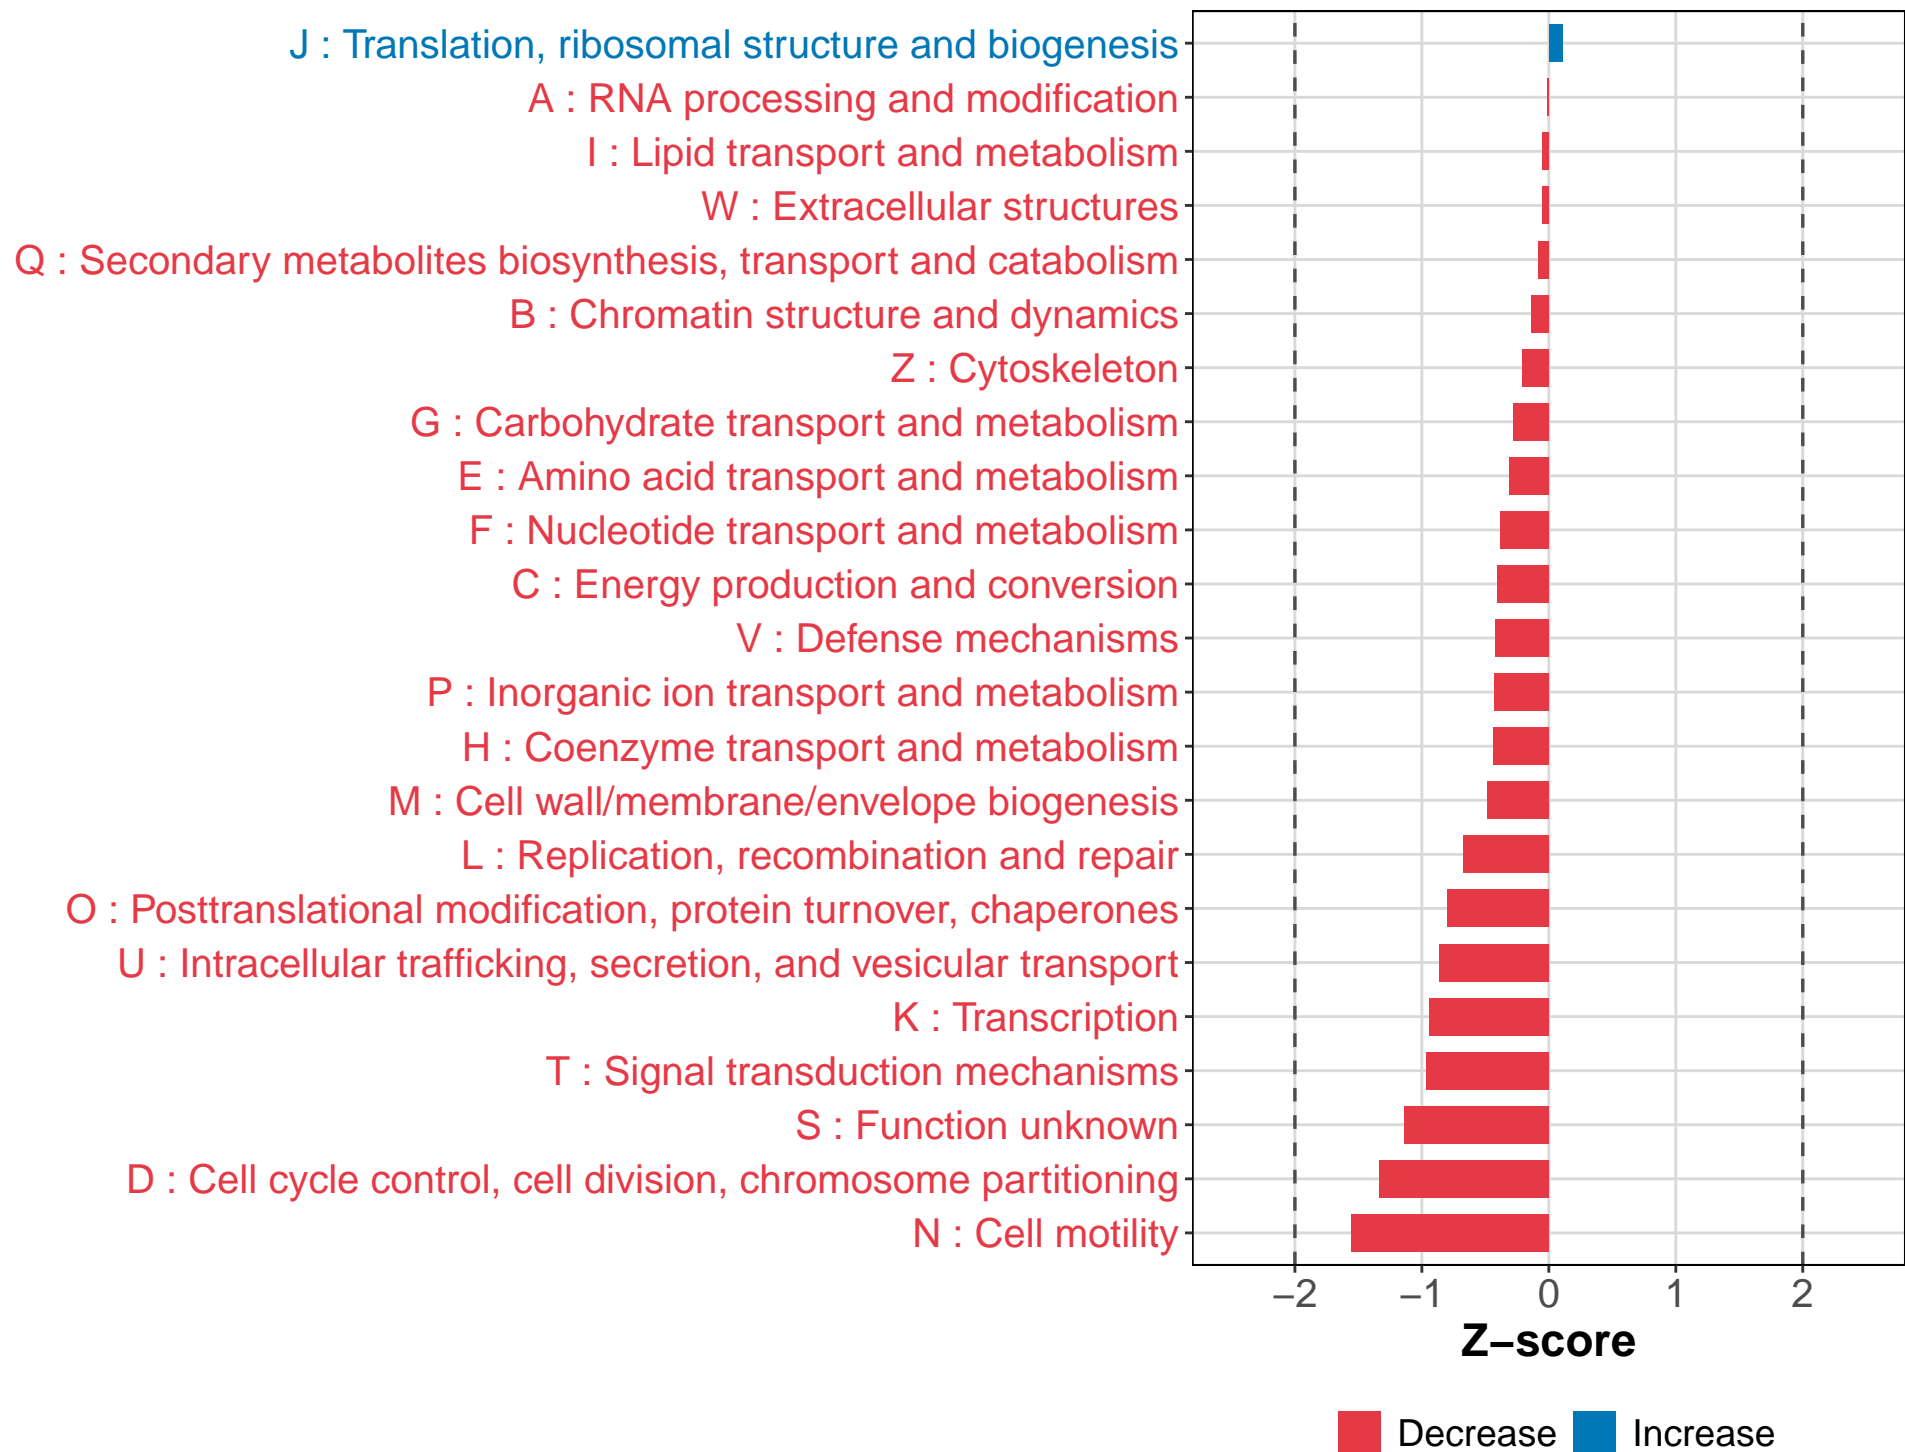 J : Translation, ribosomal structure and biogenesis
A : RNA processing and modification
I : Lipid transport and metabolism
W : Extracellular structures
Q : Secondary metabolites biosynthesis, transport and catabolism
B : Chromatin structure and dynamics
Z : Cytoskeleton
G : Carbohydrate transport and metabolism
E : Amino acid transport and metabolism
F : Nucleotide transport and metabolism
C : Energy production and conversion
V : Defense mechanisms
P : Inorganic ion transport and metabolism
H : Coenzyme transport and metabolism
M : Cell wall/membrane/envelope biogenesis
L : Replication, recombination and repair
O : Posttranslational modification, protein turnover, chaperones
U : Intracellular trafficking, secretion, and vesicular transport
K : Transcription
T : Signal transduction mechanisms
S : Function unknown
D : Cell cycle control, cell division, chromosome partitioning
N : Cell motility
−2 −1 0 1 2
Z−score
Decrease Increase